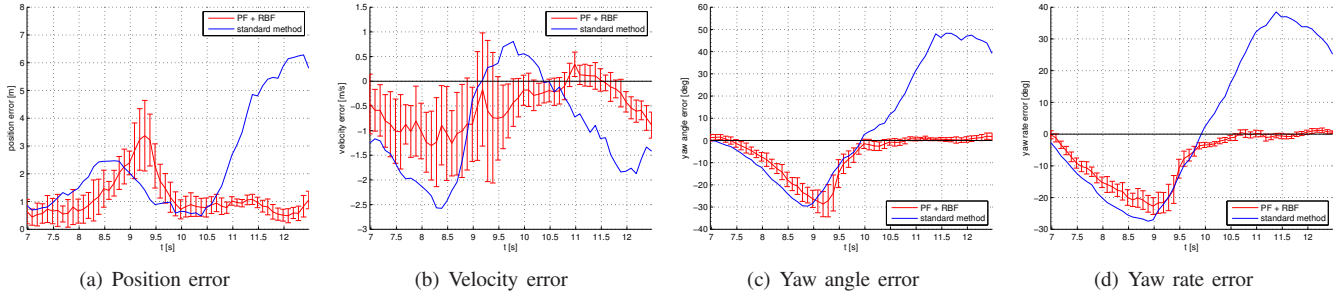 PF + RBF
standard method
position error [m]
8
7
6
5
4
3
2
1
0
7 7.5 8 8.5 9 9.5 10 10.5 11 11.5 12
t [s]
(a) Position error
PF + RBF
standard method
velocity error [m/s]
1
0.5
0
-0.5
-1
-1.5
-2
-2.5
-3
7 7.5 8 8.5 9 9.5 10 10.5 11 11.5 12
t [s]
(b) Velocity error
yaw angle error [deg]
60
50
40
30
20
10
0
-10
-20
-30
-40
PF + RBF
standard method
7 7.5 8 8.5 9 9.5 10 10.5 11 11.5 12
t [s]
(c) Yaw angle error
yaw rate error [deg]
40
30
20
10
0
-10
-20
-30
PF + RBF
standard method
7 7.5 8 8.5 9 9.5 10 10.5 11 11.5 12
t [s]
(d) Yaw rate error